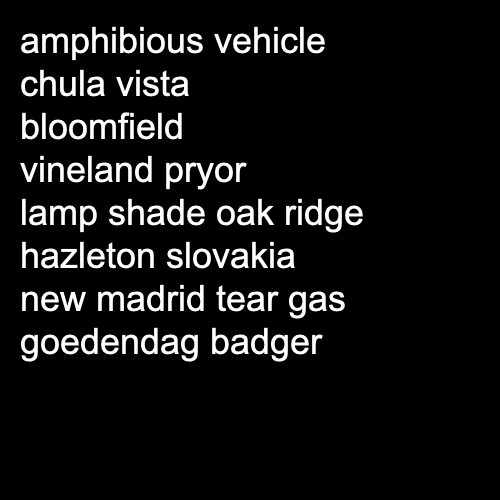 amphibious vehicle
chula vista
bloomfield
vineland pryor
lamp shade oak ridge
hazleton slovakia
new madrid tear gas
goedendag badger